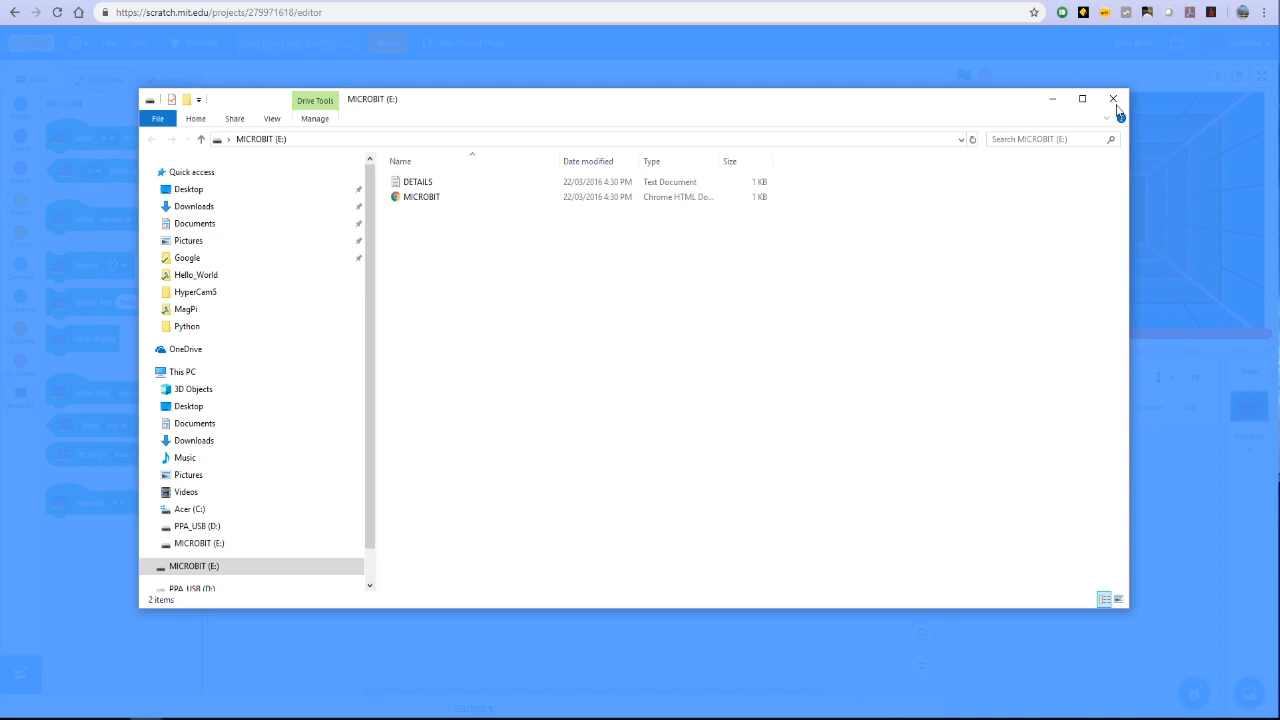 https://scratch.mit.edu/projects/279971618/editor
Drive Tools
MICROBIT (E:)
File
Home
Share
View
Manage
MICROBIT (E:)
Search MICROBIT (E:)
Name
Date modified
Type
Size
Quick access
Desktop
Downloads
Documents
Pictures
Google
Hello_World
HyperCam5
MagPi
Python
OneDrive
This PC
3D Objects
Desktop
Documents
Downloads
Music
Pictures
Videos
Acer (C:)
PPA_USB (D:)
MICROBIT (E:)
MICROBIT (E:)
PPA_USB (D:)
DETAILS 22/03/2016 4:30 PM Text Document 1 KB
MICROBIT 22/03/2016 4:30 PM Chrome HTML Do... 1 KB
2 items
Backpack